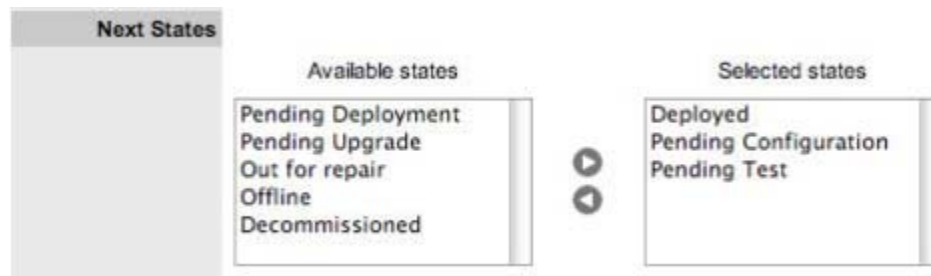 Next States
Available states
Pending Deployment
Pending Upgrade
Out for repair
Offline
Decommissioned
Selected states
Deployed
Pending Configuration
Pending Test